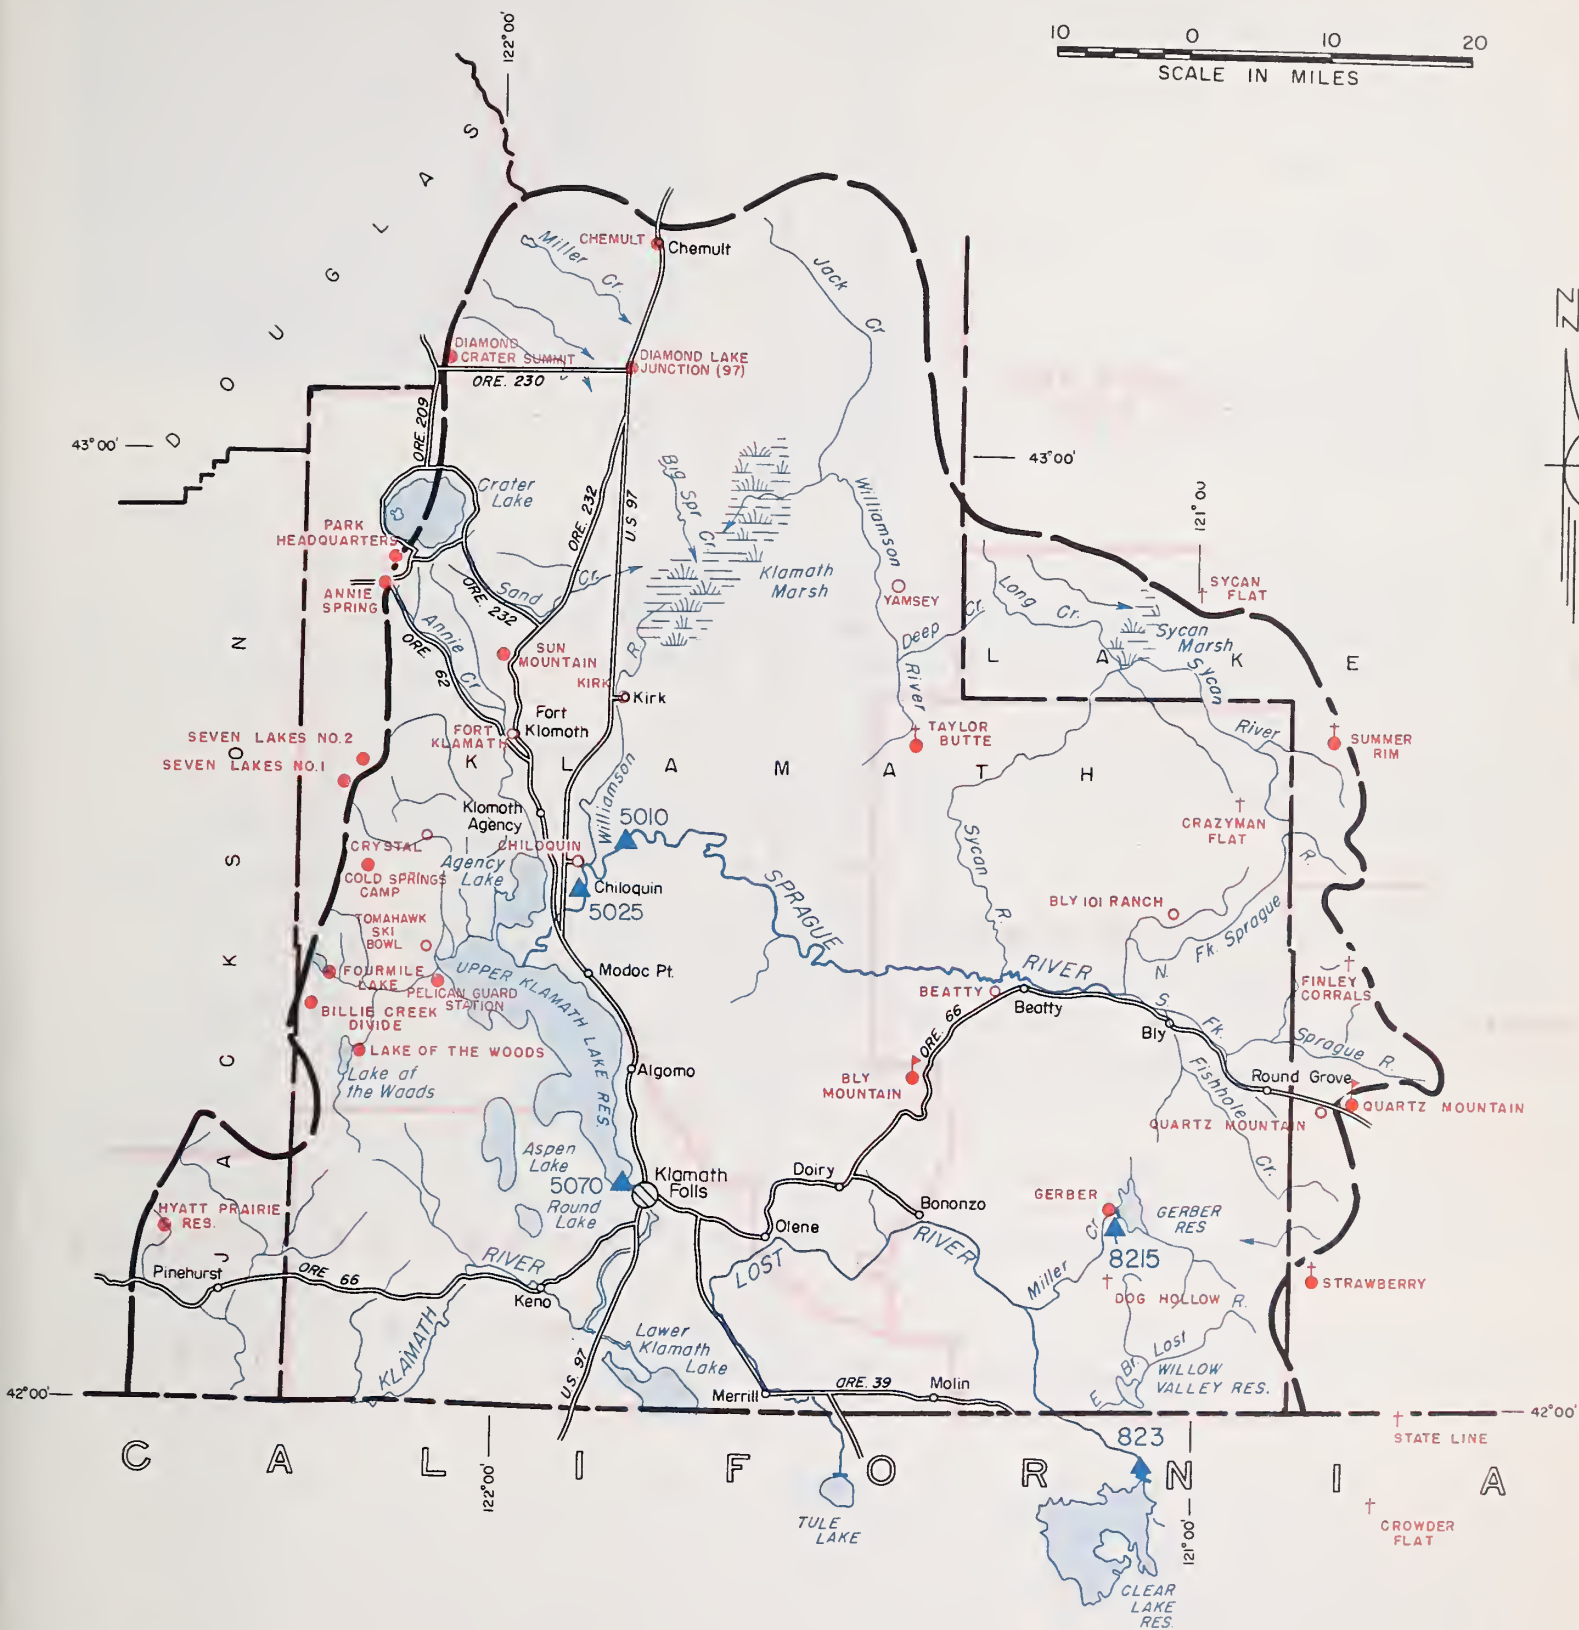 10 0 10 20
SCALE IN MILES
122°00'
DOUGLAS
CHEMULT
Chemult
Miller Cr.
Jack Cr
DIAMOND
CRATER SUMMIT
DIAMOND LAKE
JUNCTION (97)
ORE. 230
ORE. 209
43°00'
43°00'
121°00'
Crater
Lake
ORE. 232
U.S 97
Big Spr Cr.
Williamson
PARK
HEADQUARTERS
ANNIE
SPRING
Sand Cr.
ORE. 232
Klamath
Marsh
YAMSEY
Long Cr.
SYCAN
FLAT
Sycan
Marsh
Annie Cr
ORE 62
SUN
MOUNTAIN
Deep Cr.
River
LAKE
R.
KIRK
Kirk
Sycan
River
Fort
Klamath
FORT
KLAMATH
TAYLOR
BUTTE
SUMMER
RIM
SEVEN LAKES NO.2
SEVEN LAKES NO.1
KLAMATH
JACKSON
Klamath
Agency
Williamson
5010
CRAZYMAN
FLAT
Sycan R.
CRYSTAL
CHILOQUIN
Agency
Lake
COLD SPRINGS
CAMP
Chiloquin
5025
SPRAGUE
BLY 101 RANCH
N. Fk. Sprague R.
TOMAHAWK
SKI
BOWL
FOURMILE
LAKE
UPPER KLAMATH LAKE RES.
Modoc Pt.
RIVER
PELICAN GUARD
STATION
BEATTY
Beatty
FINLEY
CORRALS
BILLIE CREEK
DIVIDE
ORE. 66
Bly
S. Fk. Sprague R.
LAKE OF THE WOODS
Lake of
the Woods
Algoma
BLY
MOUNTAIN
Fishhole Cr.
Round Grove
QUARTZ MOUNTAIN
QUARTZ MOUNTAIN
Aspen
Lake
5070
Klamath
Falls
Dairy
Round
Lake
Bonanza
GERBER
GERBER
RES
HYATT PRAIRIE
RES.
Olene
LOST RIVER
Miller Cr
8215
Pinehurst
ORE 66
RIVER
Keno
DOG HOLLOW
STRAWBERRY
KLAMATH
Lower
Klamath
Lake
E. Br. Lost R.
WILLOW
VALLEY RES.
U.S. 97
42°00'
Merrill
ORE. 39
Malin
42°00'
823
STATE LINE
CALIFORNIA
122°00'
121°00'
TULE
LAKE
CROWDER
FLAT
CLEAR
LAKE
RES.